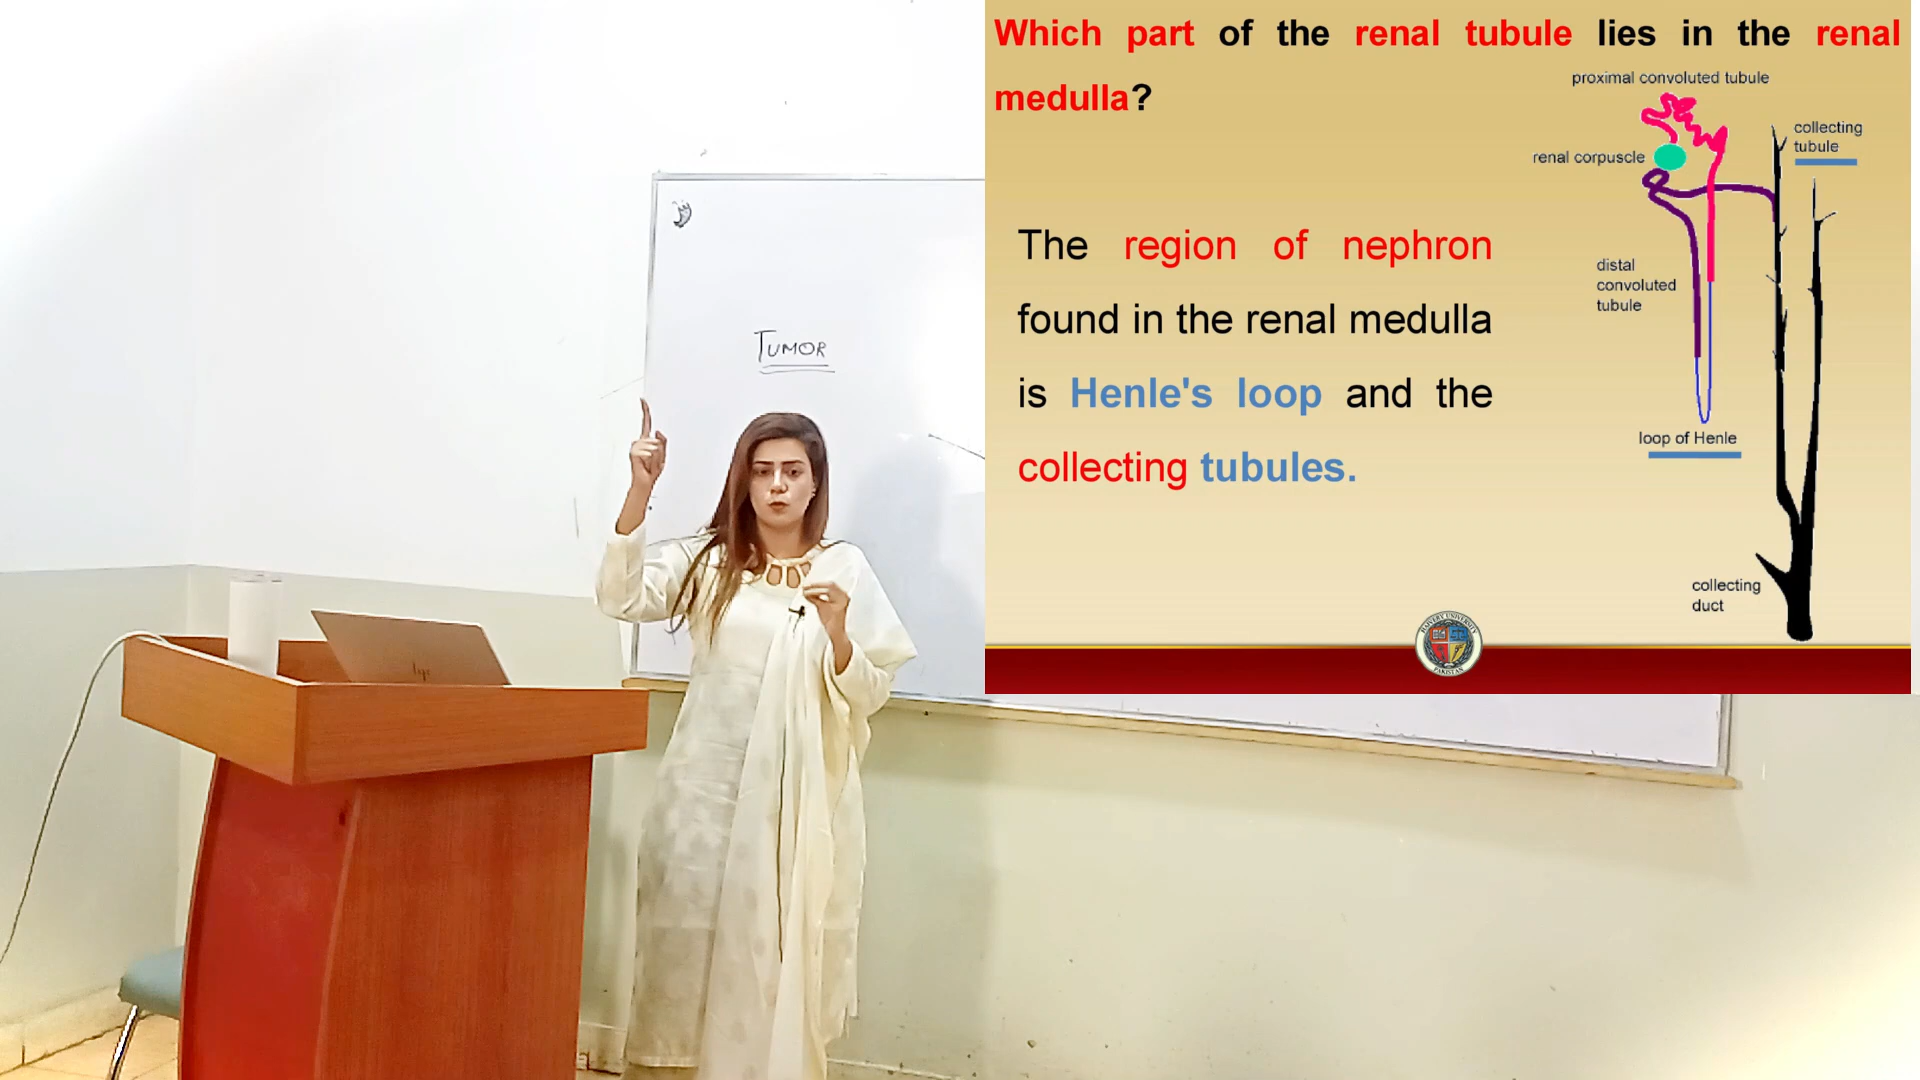 Which part of the renal tubule lies in the renal
medulla?
proximal convoluted tubule
collecting
tubule
renal corpuscle
The region of nephron
found in the renal medulla
is Henle's loop and the
collecting tubules.
distal
convoluted
tubule
loop of Henle
collecting
duct
PAKISTAN
TUMOR